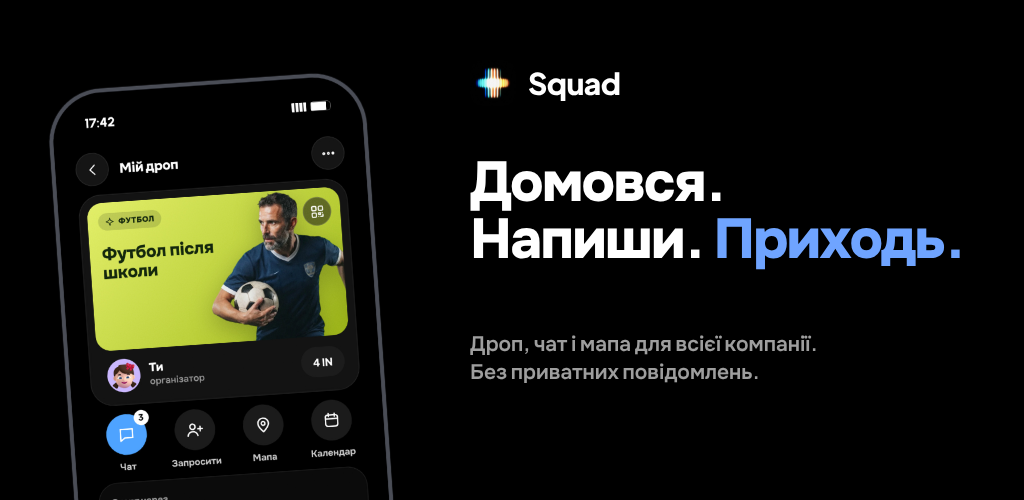 17:42
Мій дроп
ФУТБОЛ
Футбол після
школи
Ти
організатор
4 IN
3
Чат
Запросити
Мапа
Календар
Squad
Домовся.
Напиши. Приходь.
Дроп, чат і мапа для всієї компанії.
Без приватних повідомлень.